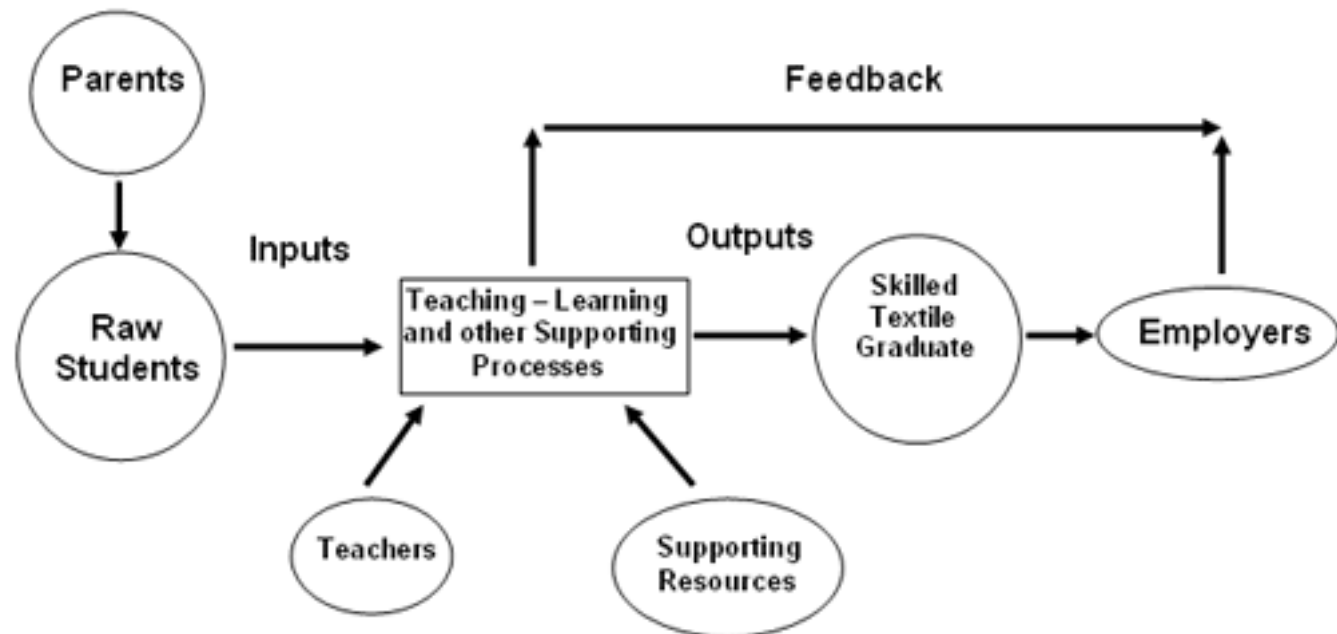 Parents
Feedback
Inputs
Outputs
Raw
Students
Teaching – Learning
and other Supporting
Processes
Skilled
Textile
Graduate
Employers
Teachers
Supporting
Resources